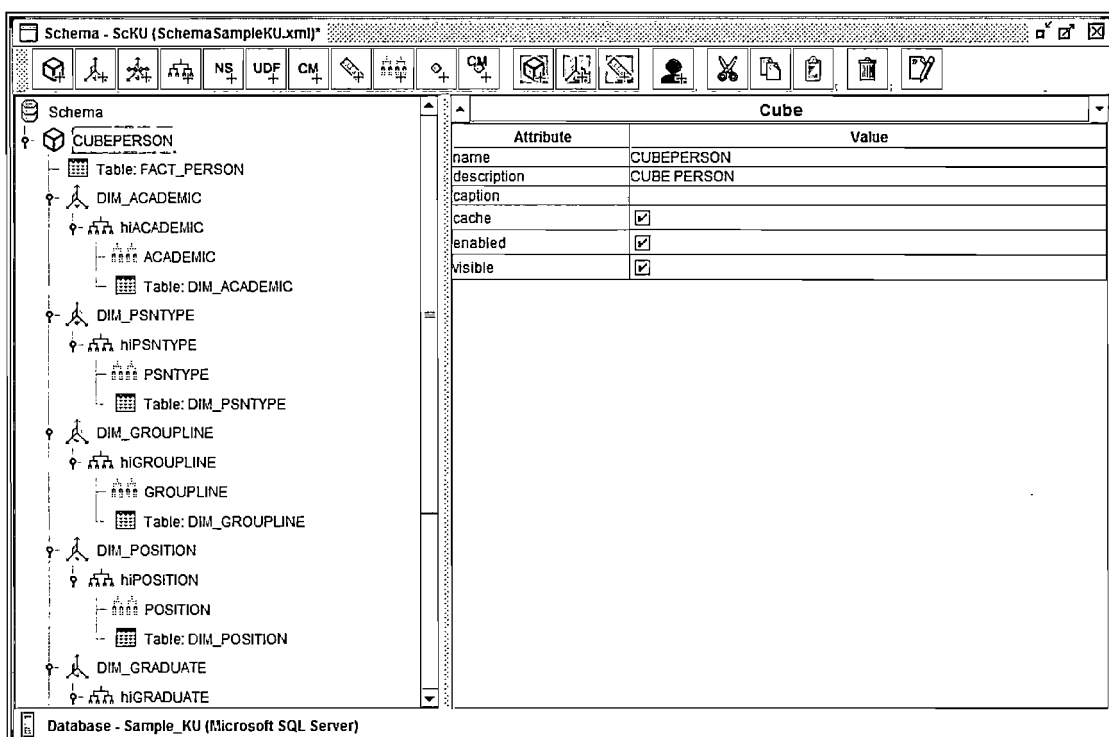 Schema - ScKU (SchemaSampleKU.xml)*
NS UDF CM CM
Schema
CUBEPERSON
Table: FACT_PERSON
DIM_ACADEMIC
hiACADEMIC
ACADEMIC
Table: DIM_ACADEMIC
DIM_PSNTYPE
hiPSNTYPE
PSNTYPE
Table: DIM_PSNTYPE
DIM_GROUPLINE
hiGROUPLINE
GROUPLINE
Table: DIM_GROUPLINE
DIM_POSITION
hiPOSITION
POSITION
Table: DIM_POSITION
DIM_GRADUATE
hiGRADUATE
Cube
Attribute Value
name CUBEPERSON
description CUBE PERSON
caption
cache
enabled
visible
Database - Sample_KU (Microsoft SQL Server)